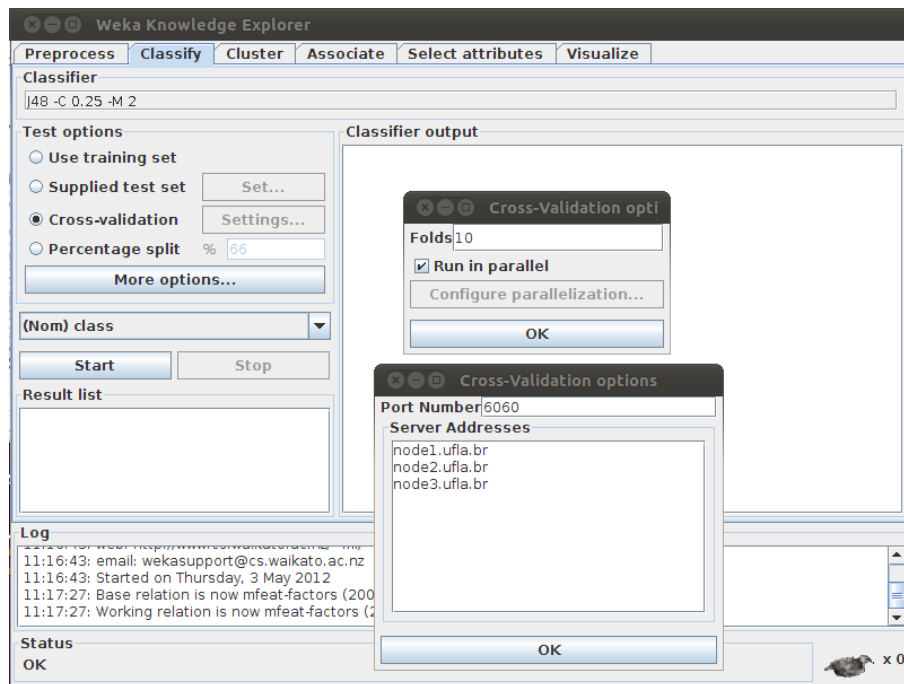 Weka Knowledge Explorer
Preprocess Classify Cluster Associate Select attributes Visualize
Classifier
J48 -C 0.25 -M 2
Test options
Use training set
Supplied test set Set...
Cross-validation Settings...
Percentage split % 66
More options...
(Nom) class
Start Stop
Result list
Classifier output
Cross-Validation opti
Folds 10
Run in parallel
Configure parallelization...
OK
Cross-Validation options
Port Number 6060
Server Addresses
node1.ufla.br
node2.ufla.br
node3.ufla.br
OK
Log
11:16:43: email: wekasupport@cs.waikato.ac.nz
11:16:43: Started on Thursday, 3 May 2012
11:17:27: Base relation is now mfeat-factors (200
11:17:27: Working relation is now mfeat-factors (2
Status
OK
x 0